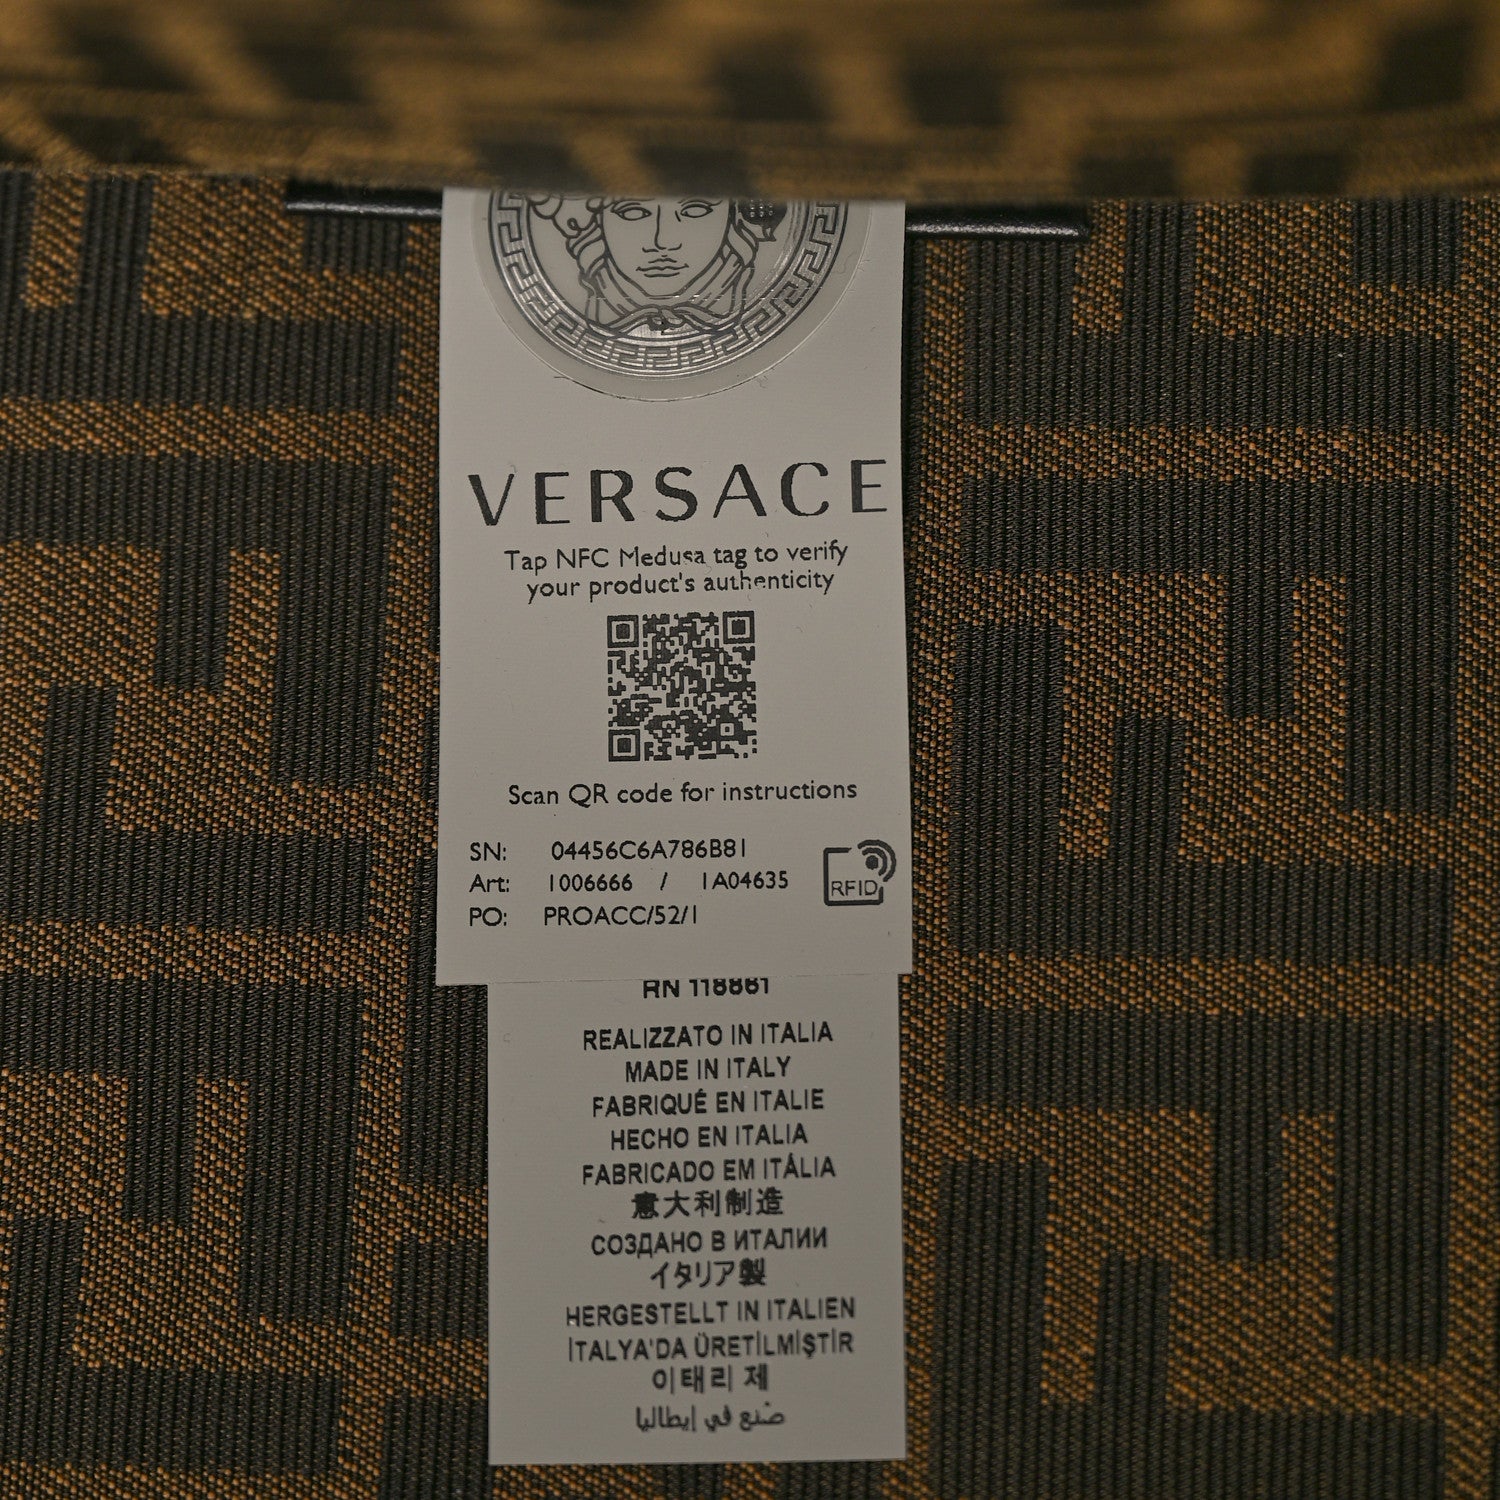 VERSACE
Tap NFC Medusa tag to verify
your product's authenticity
Scan QR code for instructions
SN: 04456C6A786B81
Art: 1006666 / 1A04635
PO: PROACC/52/1
RFID
RN 118861
REALIZZATO IN ITALIA
MADE IN ITALY
FABRIQUÉ EN ITALIE
HECHO EN ITALIA
FABRICADO EM ITÁLIA
意大利制造
СОЗДАНО В ИТАЛИИ
イタリア製
HERGESTELLT IN ITALIEN
İTALYA'DA ÜRETİLMİŞTİR
이태리 제
صُنع في إيطاليا